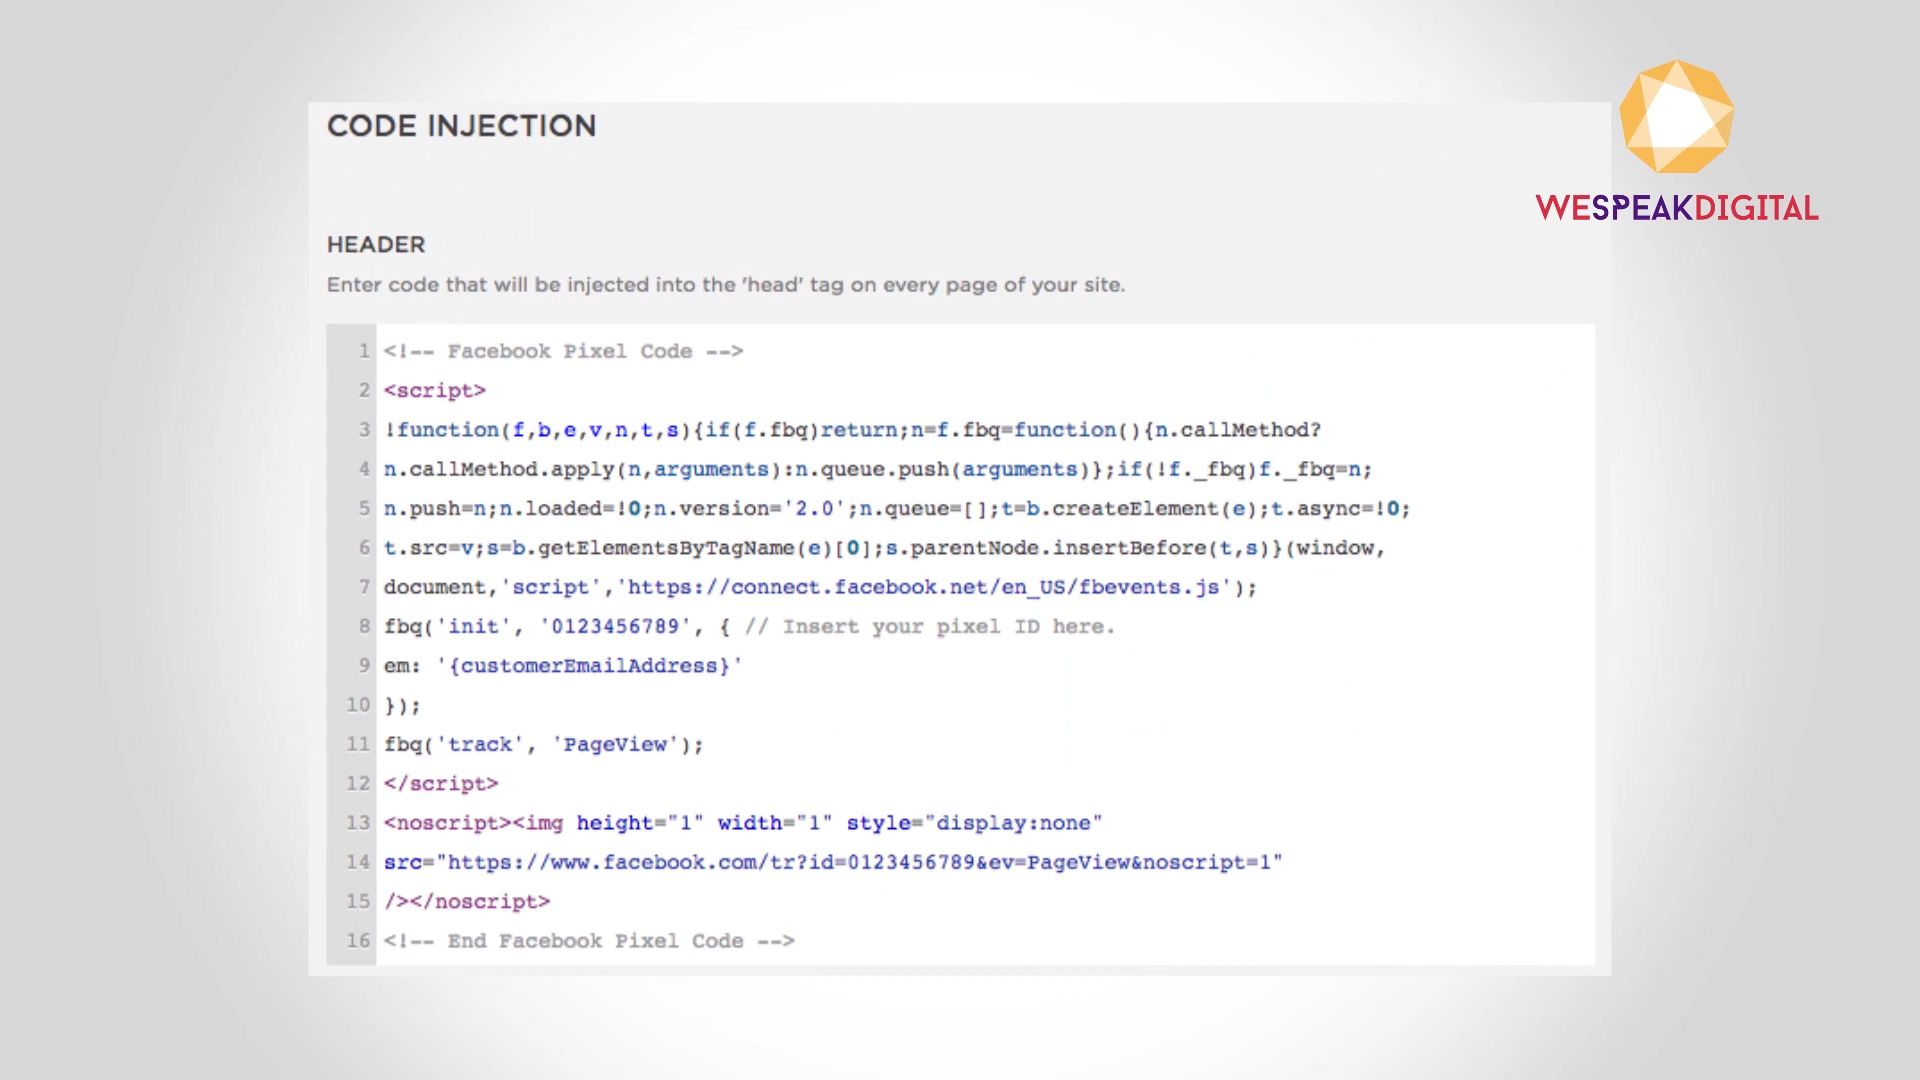 CODE INJECTION
WESPEAKDIGITAL
HEADER
Enter code that will be injected into the 'head' tag on every page of your site.
1 <!-- Facebook Pixel Code -->
2 <script>
3 !function(f,b,e,v,n,t,s){if(f.fbq)return;n=f.fbq=function(){n.callMethod?
4 n.callMethod.apply(n,arguments):n.queue.push(arguments)};if(!f._fbq)f._fbq=n;
5 n.push=n;n.loaded=!0;n.version='2.0';n.queue=[];t=b.createElement(e);t.async=!0;
6 t.src=v;s=b.getElementsByTagName(e)[0];s.parentNode.insertBefore(t,s)}(window,
7 document,'script','https://connect.facebook.net/en_US/fbevents.js');
8 fbq('init', '0123456789', { // Insert your pixel ID here.
9 em: '{customerEmailAddress}'
10 });
11 fbq('track', 'PageView');
12 </script>
13 <noscript><img height="1" width="1" style="display:none"
14 src="https://www.facebook.com/tr?id=0123456789&ev=PageView&noscript=1"
15 /></noscript>
16 <!-- End Facebook Pixel Code -->